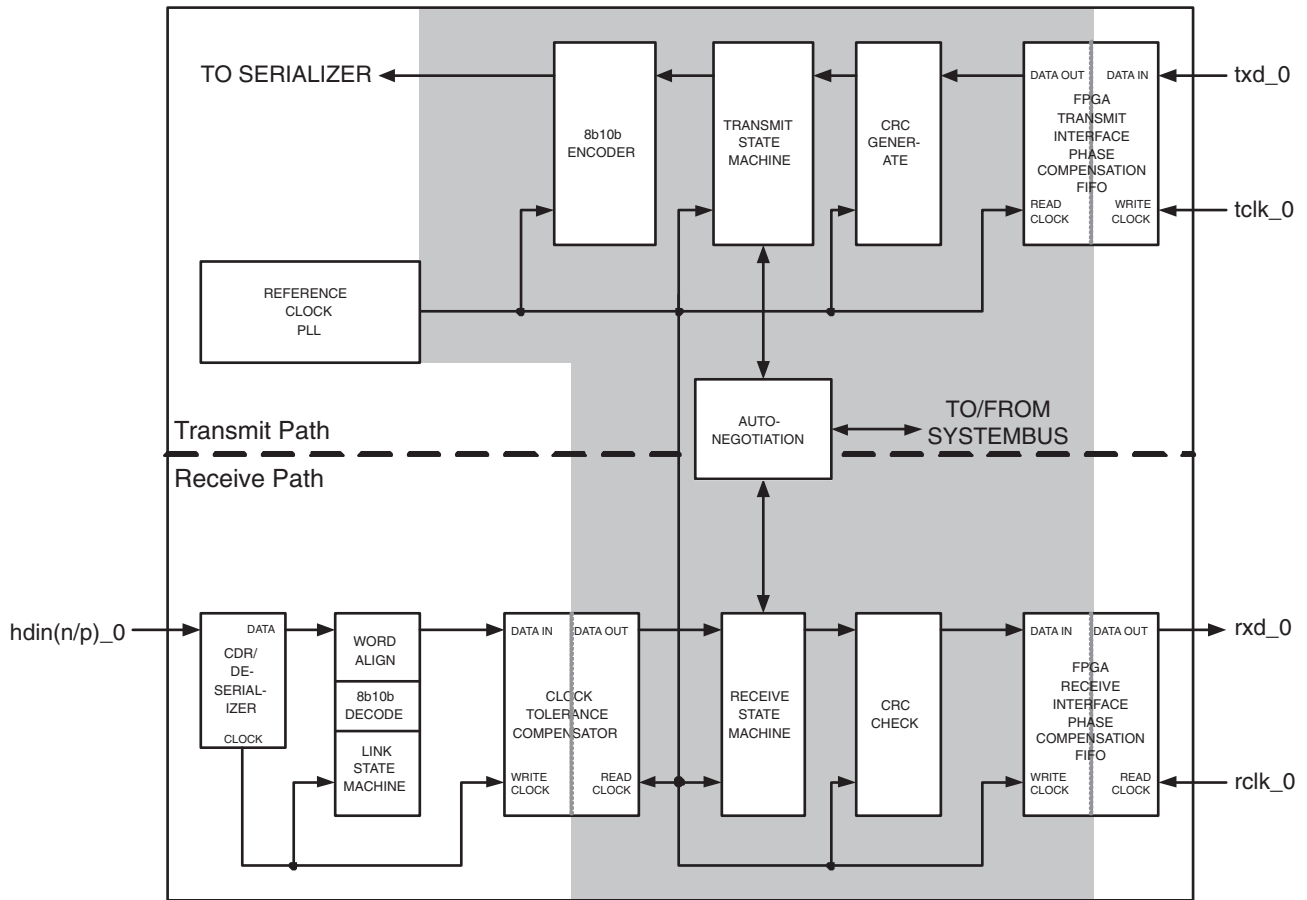 TO SERIALIZER
8b10b
ENCODER
TRANSMIT
STATE
MACHINE
CRC
GENER-
ATE
DATA OUT
DATA IN
FPGA
TRANSMIT
INTERFACE
PHASE
COMPENSATION
FIFO
READ
CLOCK
WRITE
CLOCK
txd_0
tclk_0
REFERENCE
CLOCK
PLL
AUTO-
NEGOTIATION
TO/FROM
SYSTEMBUS
Transmit Path
Receive Path
hdin(n/p)_0
DATA
CDR/
DE-
SERIAL-
IZER
CLOCK
WORD
ALIGN
8b10b
DECODE
LINK
STATE
MACHINE
DATA IN
DATA OUT
CLOCK
TOLERANCE
COMPENSATOR
WRITE
CLOCK
READ
CLOCK
RECEIVE
STATE
MACHINE
CRC
CHECK
DATA IN
DATA OUT
FPGA
RECEIVE
INTERFACE
PHASE
COMPENSATION
FIFO
WRITE
CLOCK
READ
CLOCK
rxd_0
rclk_0